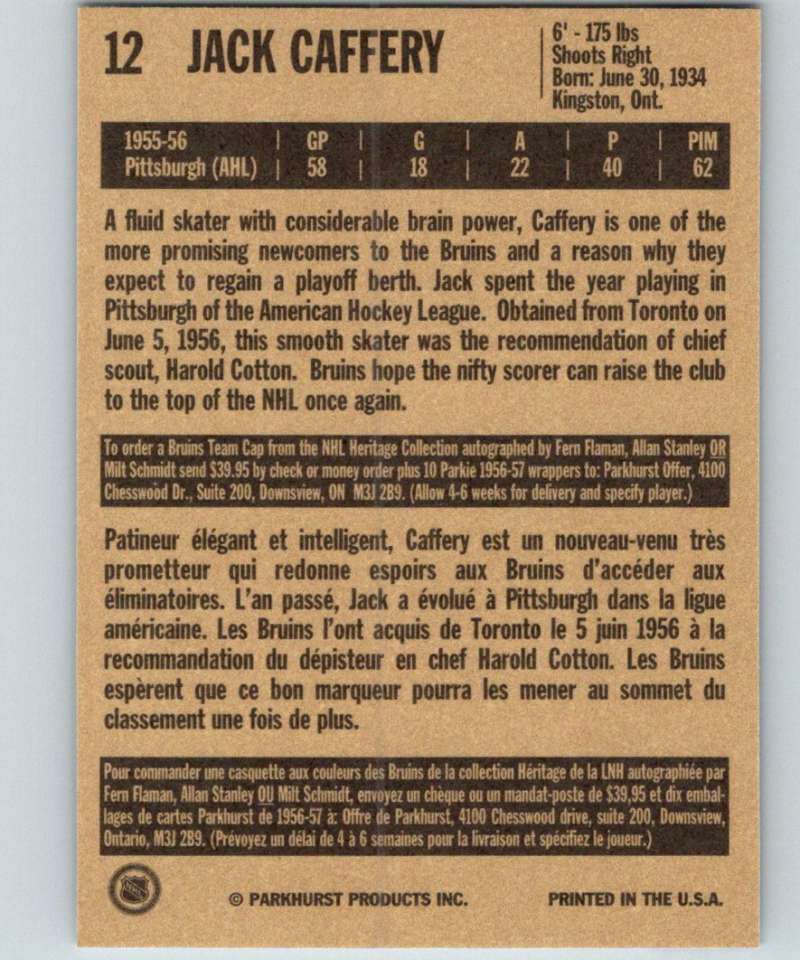 12 JACK CAFFERY
6' - 175 lbs
Shoots Right
Born: June 30, 1934
Kingston, Ont.
1955-56 | GP | G | A | P | PIM
Pittsburgh (AHL) | 58 | 18 | 22 | 40 | 62
A fluid skater with considerable brain power, Caffery is one of the
more promising newcomers to the Bruins and a reason why they
expect to regain a playoff berth. Jack spent the year playing in
Pittsburgh of the American Hockey League. Obtained from Toronto on
June 5, 1956, this smooth skater was the recommendation of chief
scout, Harold Cotton. Bruins hope the nifty scorer can raise the club
to the top of the NHL once again.
To order a Bruins Team Cap from the NHL Heritage Collection autographed by Fern Flaman, Allan Stanley OR
Milt Schmidt send $39.95 by check or money order plus 10 Parkie 1956-57 wrappers to: Parkhurst Offer, 4100
Chesswood Dr., Suite 200, Downsview, ON M3J 2B9. (Allow 4-6 weeks for delivery and specify player.)
Patineur élégant et intelligent, Caffery est un nouveau-venu très
prometteur qui redonne espoirs aux Bruins d'accéder aux
éliminatoires. L'an passé, Jack a évolué à Pittsburgh dans la ligue
américaine. Les Bruins l'ont acquis de Toronto le 5 juin 1956 à la
recommandation du dépisteur en chef Harold Cotton. Les Bruins
espèrent que ce bon marqueur pourra les mener au sommet du
classement une fois de plus.
Pour commander une casquette aux couleurs des Bruins de la collection Héritage de la LNH autographiée par
Fern Flaman, Allan Stanley OU Milt Schmidt, envoyez un chèque ou un mandat-poste de $39,95 et dix embal-
lages de cartes Parkhurst de 1956-57 à: Offre de Parkhurst, 4100 Chesswood drive, suite 200, Downsview,
Ontario, M3J 2B9. (Prévoyez un délai de 4 à 6 semaines pour la livraison et spécifiez le joueur.)
© PARKHURST PRODUCTS INC. PRINTED IN THE U.S.A.